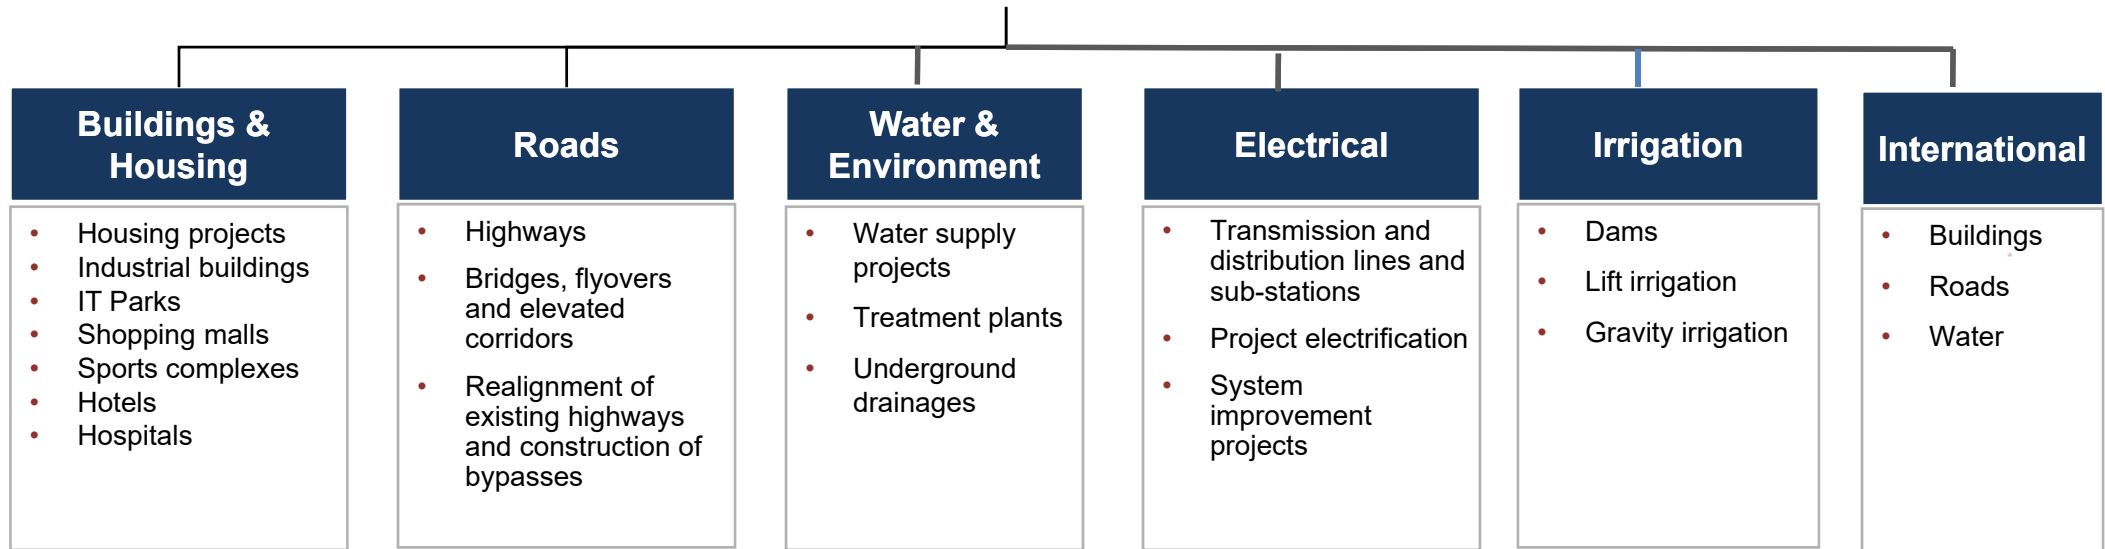 Buildings &
Housing
• Housing projects
• Industrial buildings
• IT Parks
• Shopping malls
• Sports complexes
• Hotels
• Hospitals
Roads
• Highways
• Bridges, flyovers
and elevated
corridors
• Realignment of
existing highways
and construction of
bypasses
Water &
Environment
• Water supply
projects
• Treatment plants
• Underground
drainages
Electrical
• Transmission and
distribution lines and
sub-stations
• Project electrification
• System
improvement
projects
Irrigation
• Dams
• Lift irrigation
• Gravity irrigation
International
• Buildings
• Roads
• Water